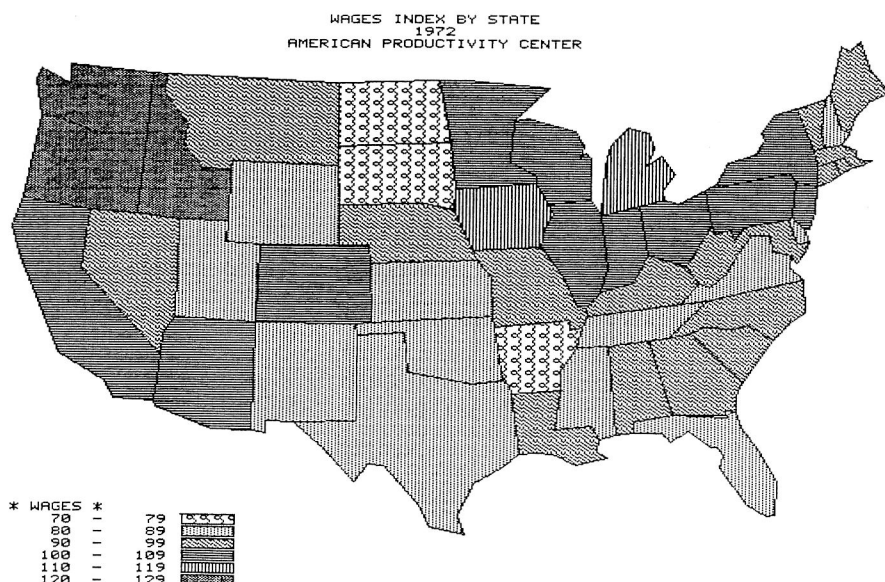 WAGES INDEX BY STATE
1972
AMERICAN PRODUCTIVITY CENTER
* WAGES *
70 - 79
80 - 89
90 - 99
100 - 109
110 - 119
120 - 129